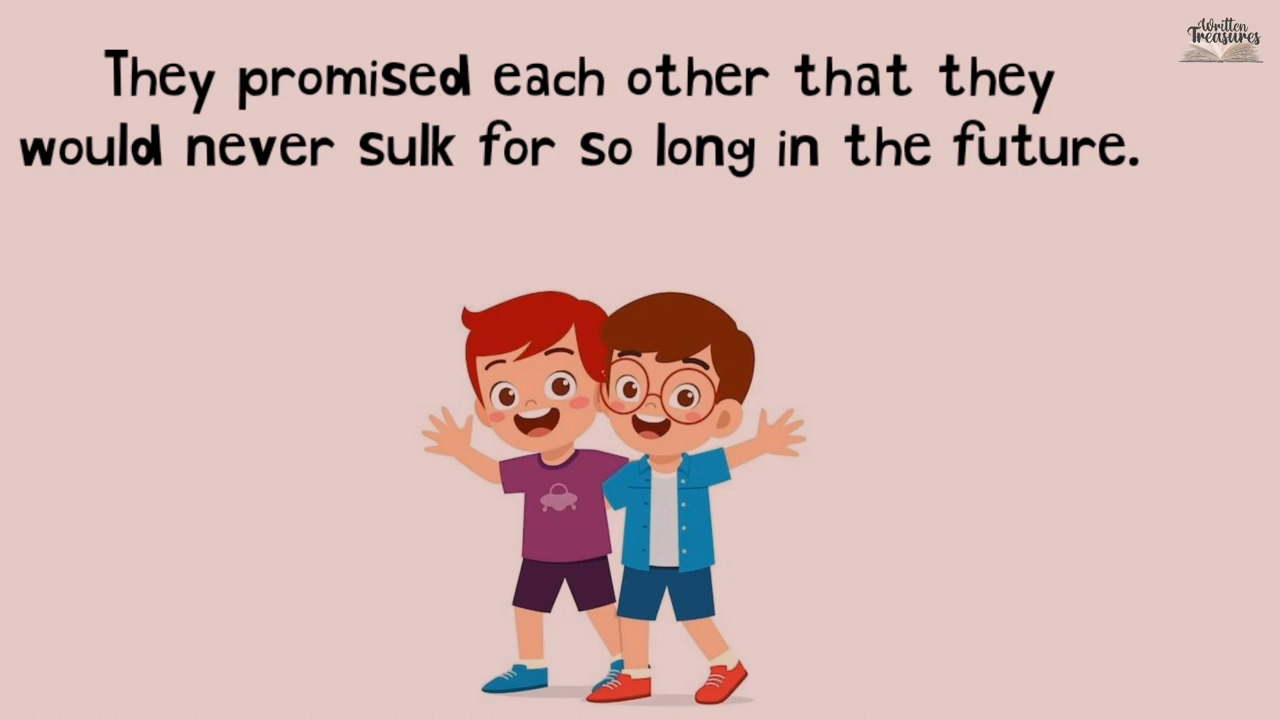 They promised each other that they
would never sulk for so long in the future.
Written
Treasures